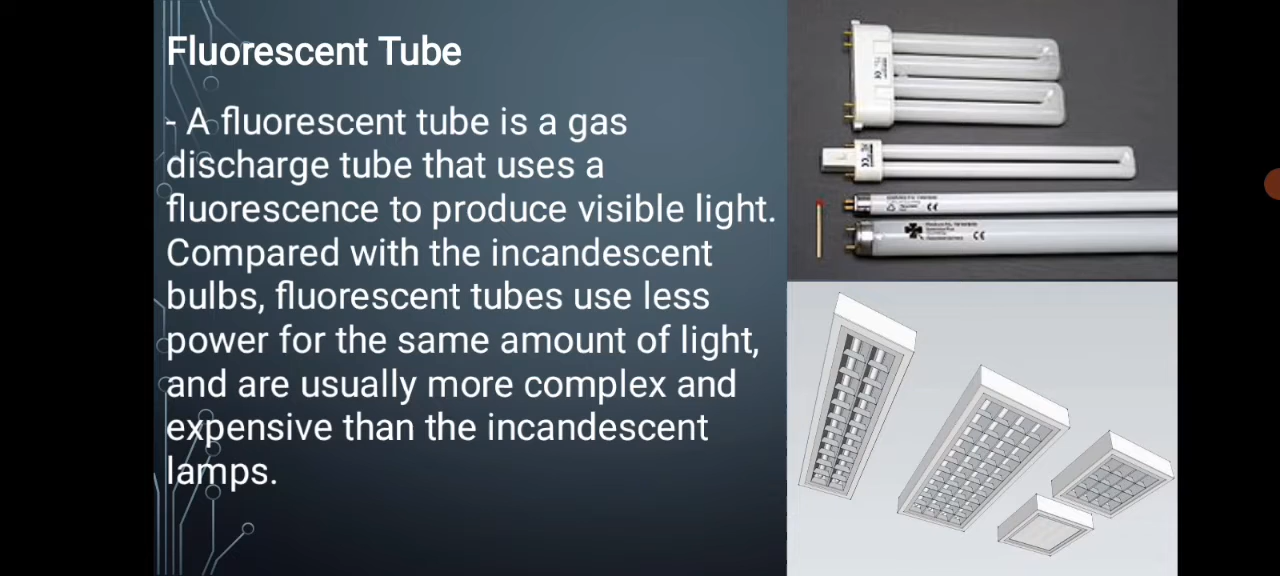 Fluorescent Tube
- A fluorescent tube is a gas
discharge tube that uses a
fluorescence to produce visible light.
Compared with the incandescent
bulbs, fluorescent tubes use less
power for the same amount of light,
and are usually more complex and
expensive than the incandescent
lamps.